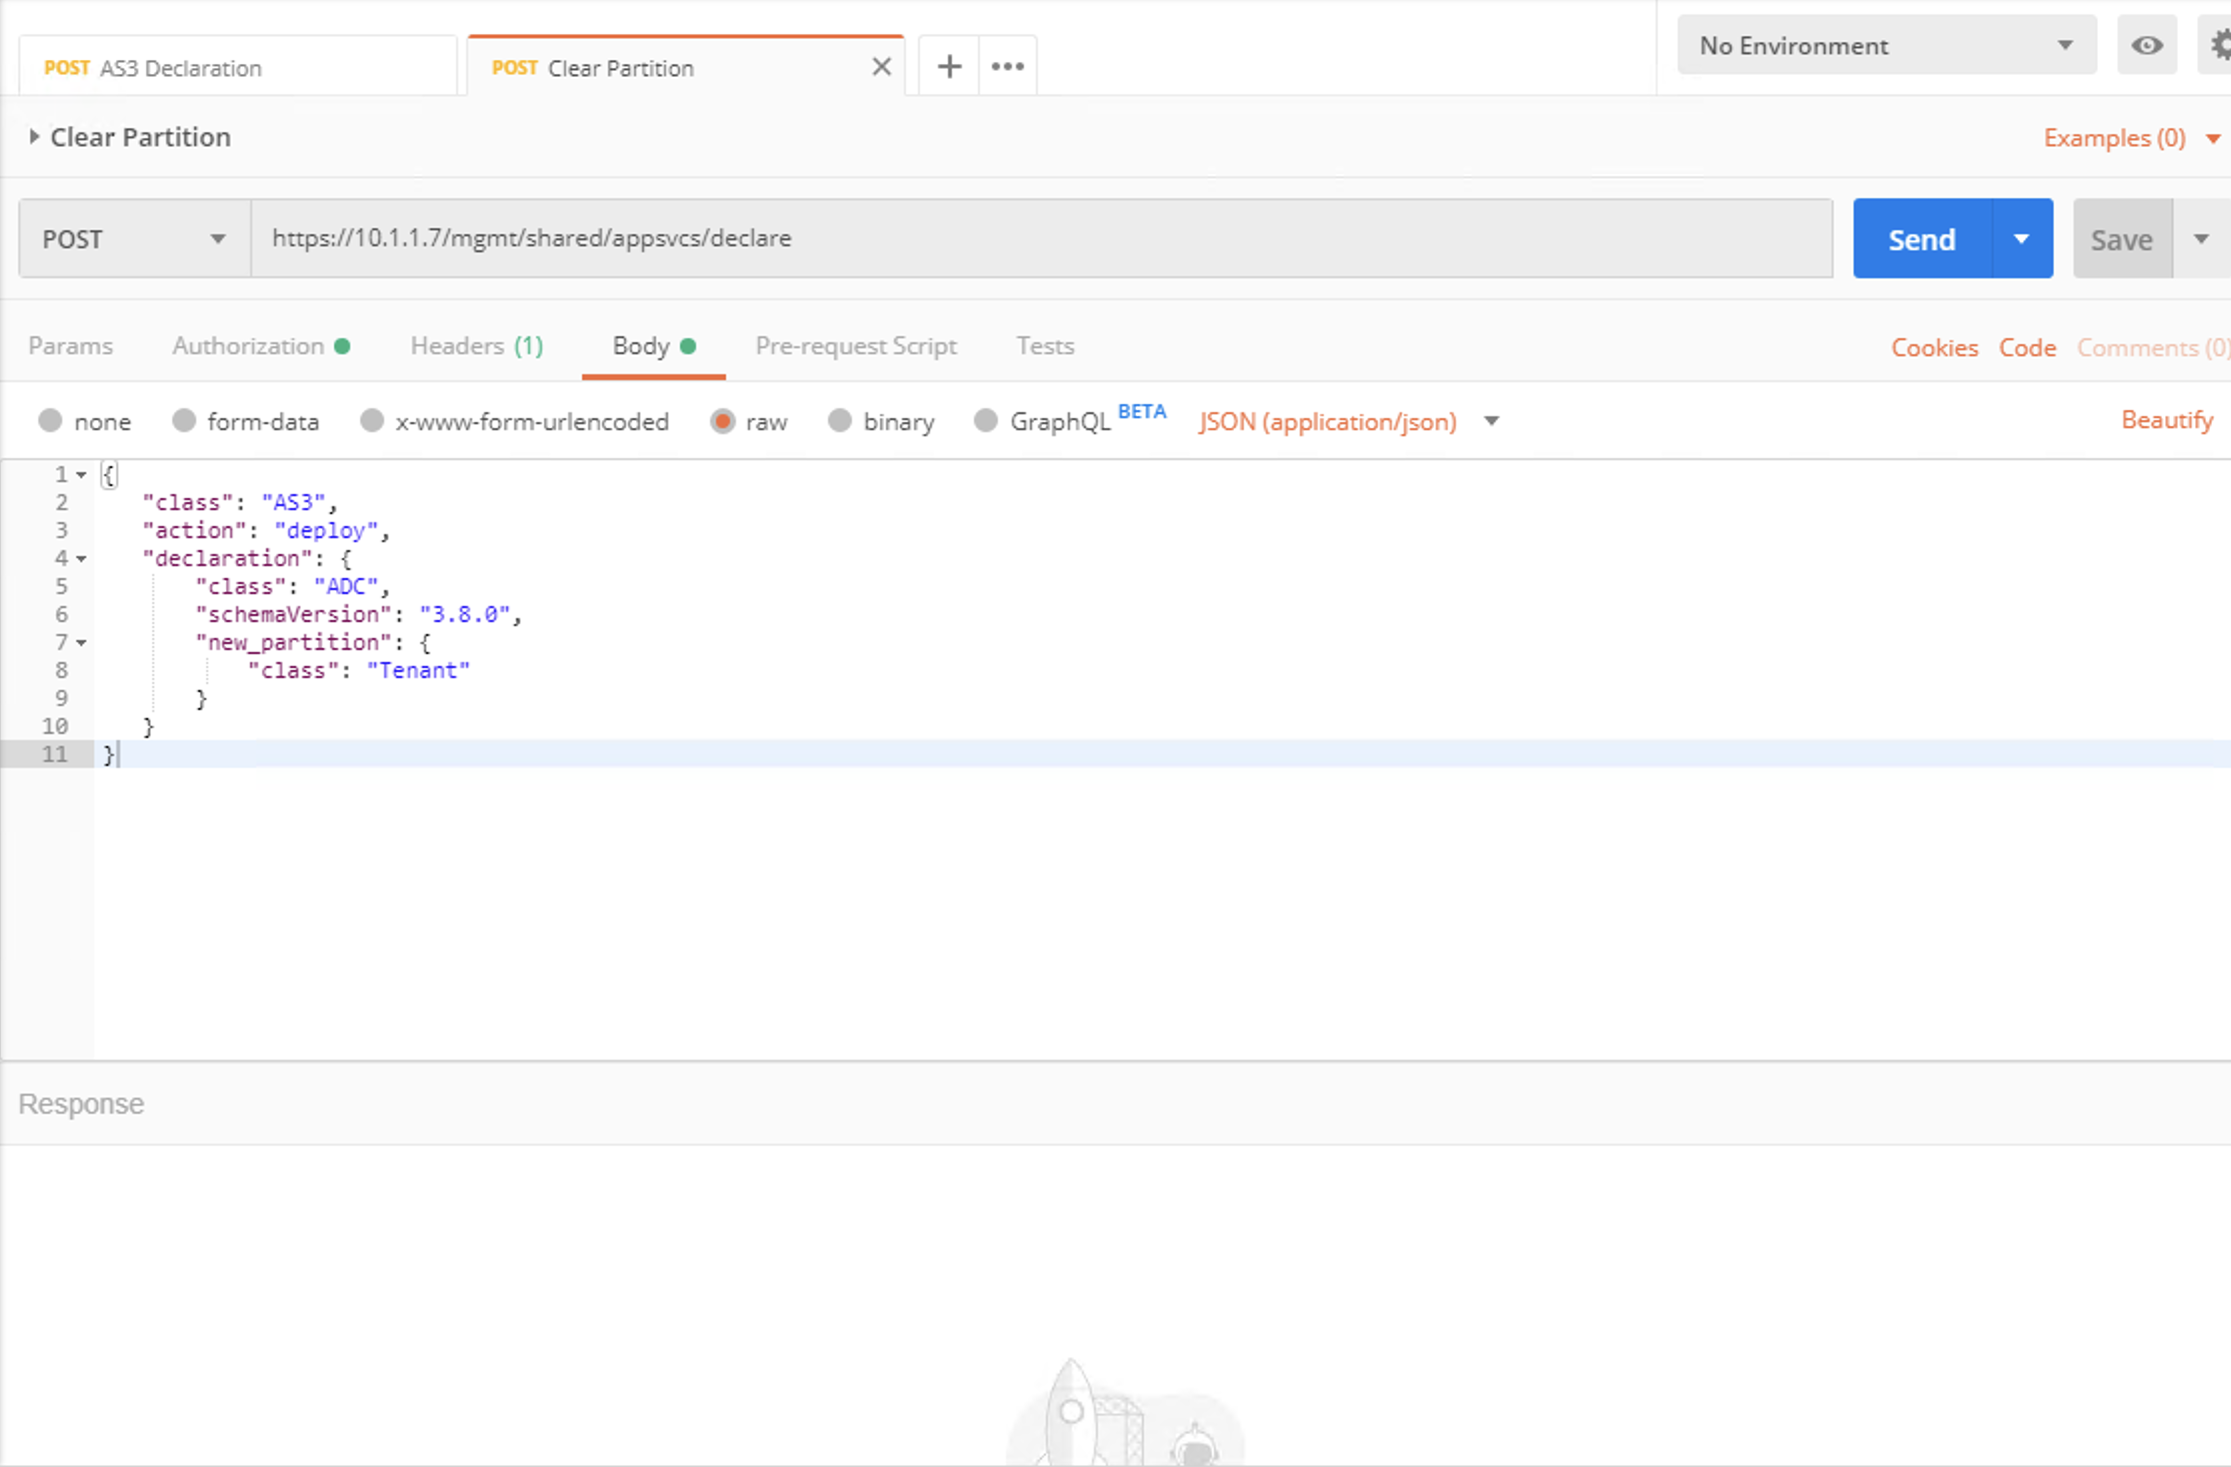 POST AS3 Declaration
POST Clear Partition
No Environment
Clear Partition
Examples (0)
POST
https://10.1.1.7/mgmt/shared/appsvcs/declare
Send
Save
Params Authorization Headers (1) Body Pre-request Script Tests
Cookies Code Comments (0)
none form-data x-www-form-urlencoded raw binary GraphQL BETA JSON (application/json)
Beautify
1 {
2 "class": "AS3",
3 "action": "deploy",
4 "declaration": {
5 "class": "ADC",
6 "schemaVersion": "3.8.0",
7 "new_partition": {
8 "class": "Tenant"
9 }
10 }
11 }
Response